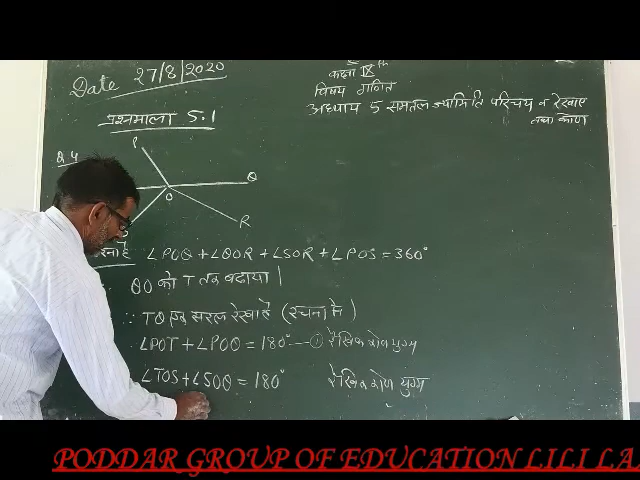 Date 27/8/2020
कक्षा IXth
विषय गणित
अध्याय 5 समतल ज्यामिति परिचय व रेखाए
तथा कोण
प्रश्नमाला 5.1
P
Q
O
R
∠POQ + ∠QOR + ∠SOR + ∠POS = 360°
QO को T तक बढाया |
∵ TQ एक सरल रेखा है (रचना से)
∠POT + ∠POQ = 180° --- ① रैखिक कोण युग्म
∠TOS + ∠SOQ = 180° रैखिक कोण युग्म
PODDAR GROUP OF EDUCATION LILI LA